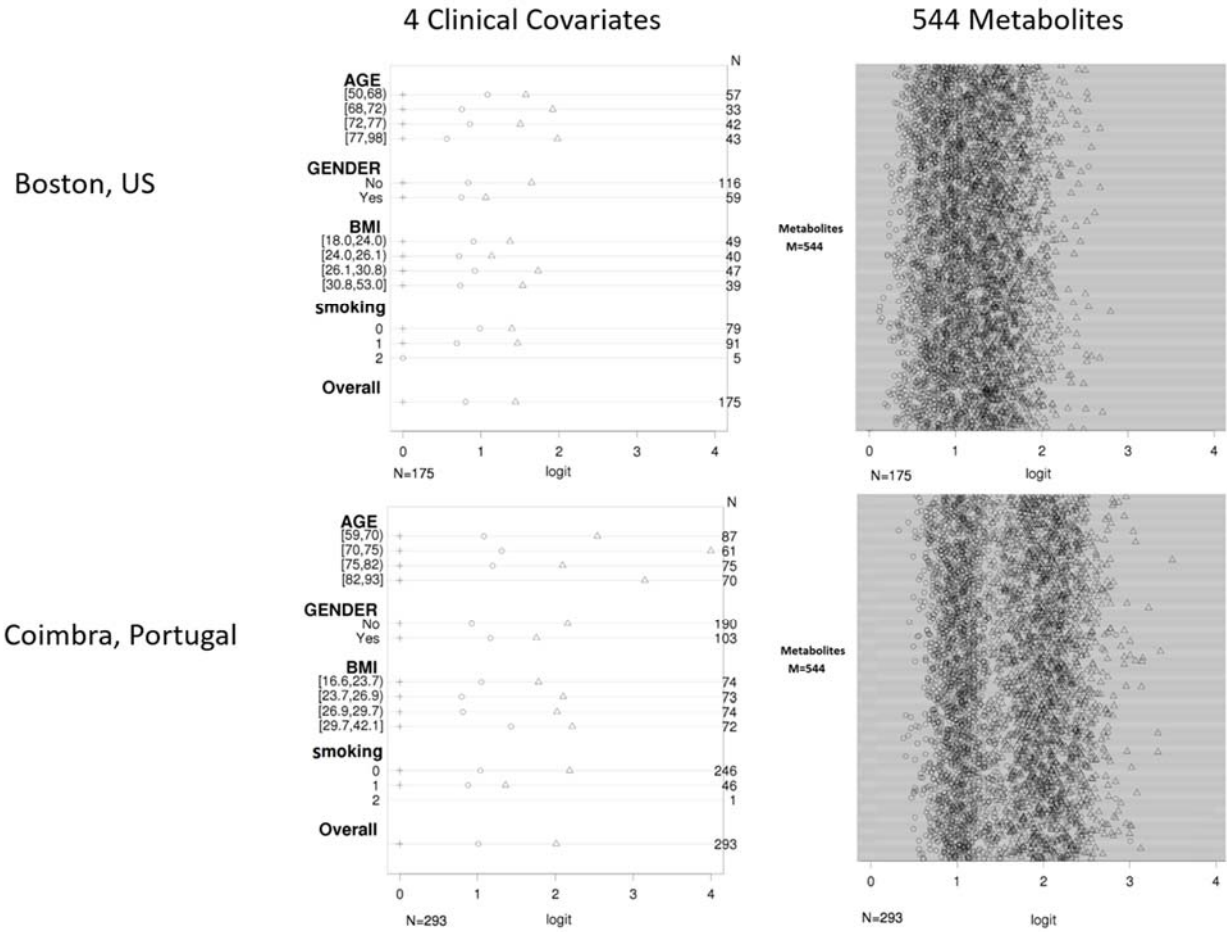 4 Clinical Covariates
544 Metabolites
Boston, US
N
AGE
[50,68) 57
[68,72) 33
[72,77) 42
[77,98] 43
GENDER
No 116
Yes 59
BMI
[18.0,24.0) 49
[24.0,26.1) 40
[26.1,30.8) 47
[30.8,53.0] 39
smoking
0 79
1 91
2 5
Overall
175
0 1 2 3 4
N=175 logit
Metabolites
M=544
0 1 2 3 4
N=175 logit
Coimbra, Portugal
N
AGE
[59,70) 87
[70,75) 61
[75,82) 75
[82,93] 70
GENDER
No 190
Yes 103
BMI
[16.6,23.7) 74
[23.7,26.9) 73
[26.9,29.7) 74
[29.7,42.1] 72
smoking
0 246
1 46
2 1
Overall
293
0 1 2 3 4
N=293 logit
Metabolites
M=544
0 1 2 3 4
N=293 logit